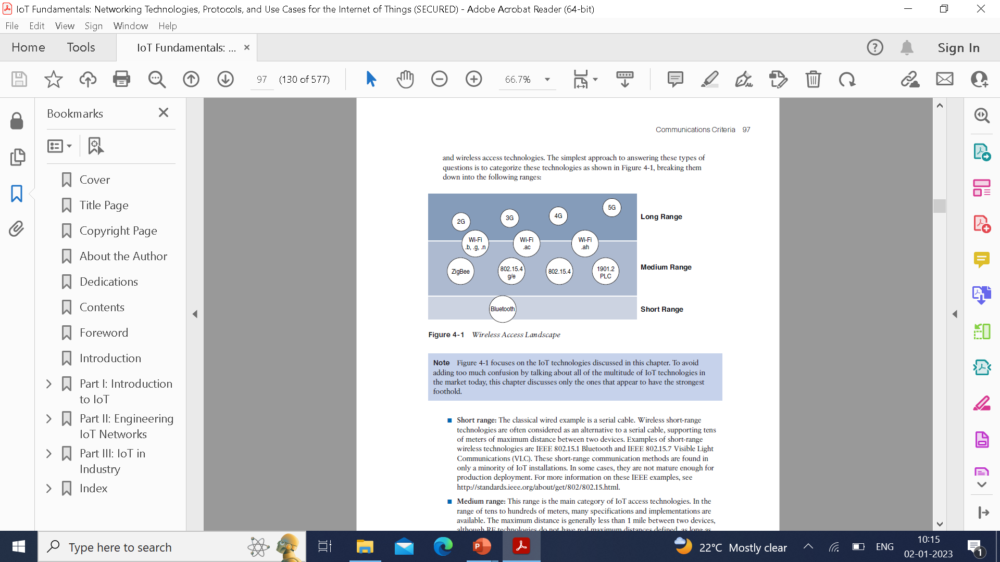 IoT Fundamentals: Networking Technologies, Protocols, and Use Cases for the Internet of Things (SECURED) - Adobe Acrobat Reader (64-bit)
File Edit View Sign Window Help
Home Tools IoT Fundamentals: ... × Sign In
97 (130 of 577) 66.7%
Bookmarks
Cover
Title Page
Copyright Page
About the Author
Dedications
Contents
Foreword
Introduction
Part I: Introduction
to IoT
Part II: Engineering
IoT Networks
Part III: IoT in
Industry
Index
Communications Criteria 97
and wireless access technologies. The simplest approach to answering these types of
questions is to categorize these technologies as shown in Figure 4-1, breaking them
down into the following ranges:
2G
3G
4G
5G
Long Range
Wi-Fi
.b, .g, .n
Wi-Fi
.ac
Wi-Fi
.ah
ZigBee
802.15.4
g/e
802.15.4
1901.2
PLC
Medium Range
Bluetooth
Short Range
Figure 4-1 Wireless Access Landscape
Note Figure 4-1 focuses on the IoT technologies discussed in this chapter. To avoid
adding too much confusion by talking about all of the multitude of IoT technologies in
the market today, this chapter discusses only the ones that appear to have the strongest
foothold.
■ Short range: The classical wired example is a serial cable. Wireless short-range
technologies are often considered as an alternative to a serial cable, supporting tens
of meters of maximum distance between two devices. Examples of short-range
wireless technologies are IEEE 802.15.1 Bluetooth and IEEE 802.15.7 Visible Light
Communications (VLC). These short-range communication methods are found in
only a minority of IoT installations. In some cases, they are not mature enough for
production deployment. For more information on these IEEE examples, see
http://standards.ieee.org/about/get/802/802.15.html.
■ Medium range: This range is the main category of IoT access technologies. In the
range of tens to hundreds of meters, many specifications and implementations are
available. The maximum distance is generally less than 1 mile between two devices,
although RF technologies do not have real maximum distances defined, as long as
Type here to search
22°C Mostly clear
ENG
10:15
02-01-2023
1